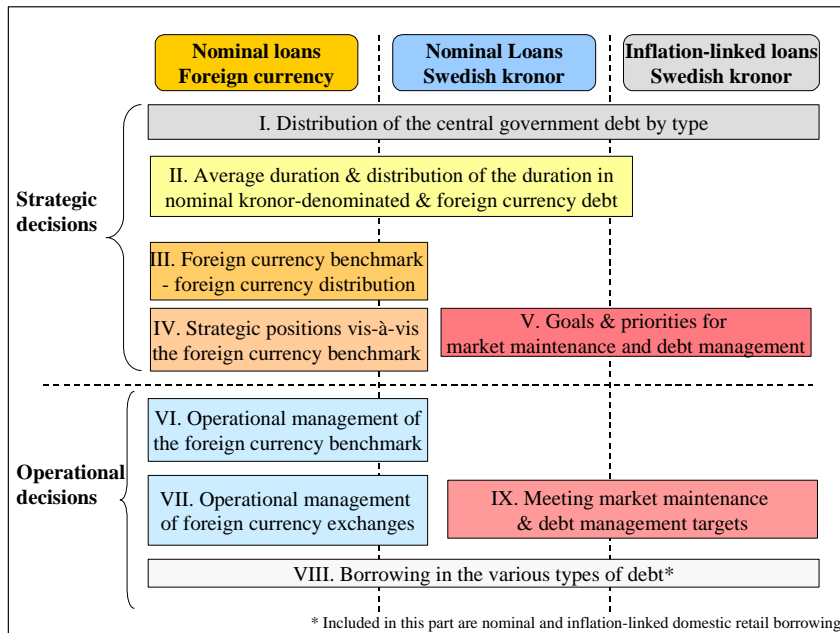 Nominal loans
Foreign currency
Nominal Loans
Swedish kronor
Inflation-linked loans
Swedish kronor
I. Distribution of the central government debt by type
Strategic
decisions
II. Average duration & distribution of the duration in
nominal kronor-denominated & foreign currency debt
III. Foreign currency benchmark
- foreign currency distribution
IV. Strategic positions vis-à-vis
the foreign currency benchmark
V. Goals & priorities for
market maintenance and debt management
Operational
decisions
VI. Operational management of
the foreign currency benchmark
VII. Operational management
of foreign currency exchanges
IX. Meeting market maintenance
& debt management targets
VIII. Borrowing in the various types of debt*
* Included in this part are nominal and inflation-linked domestic retail borrowing